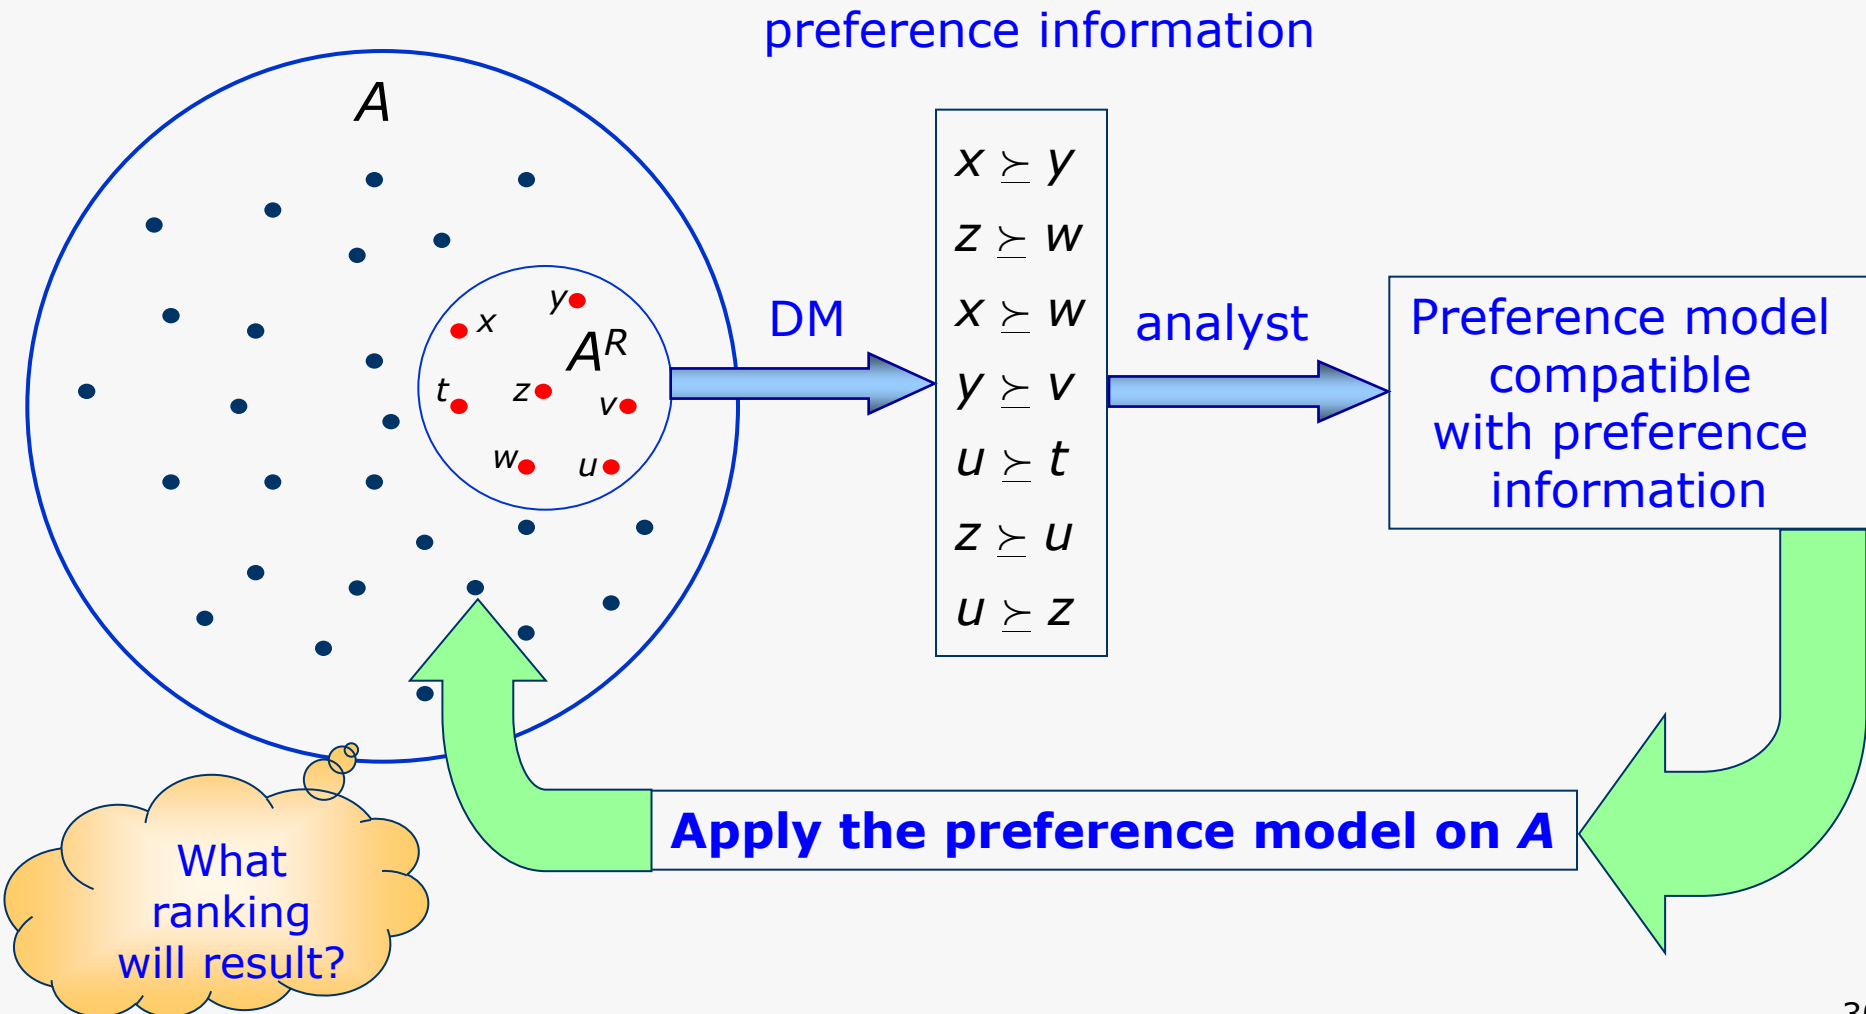 preference information
A
y
x
A^R
t
z
v
w
u
DM
x ≽ y
z ≽ w
x ≽ w
y ≽ v
u ≽ t
z ≽ u
u ≽ z
analyst
Preference model
compatible
with preference
information
Apply the preference model on A
What
ranking
will result?